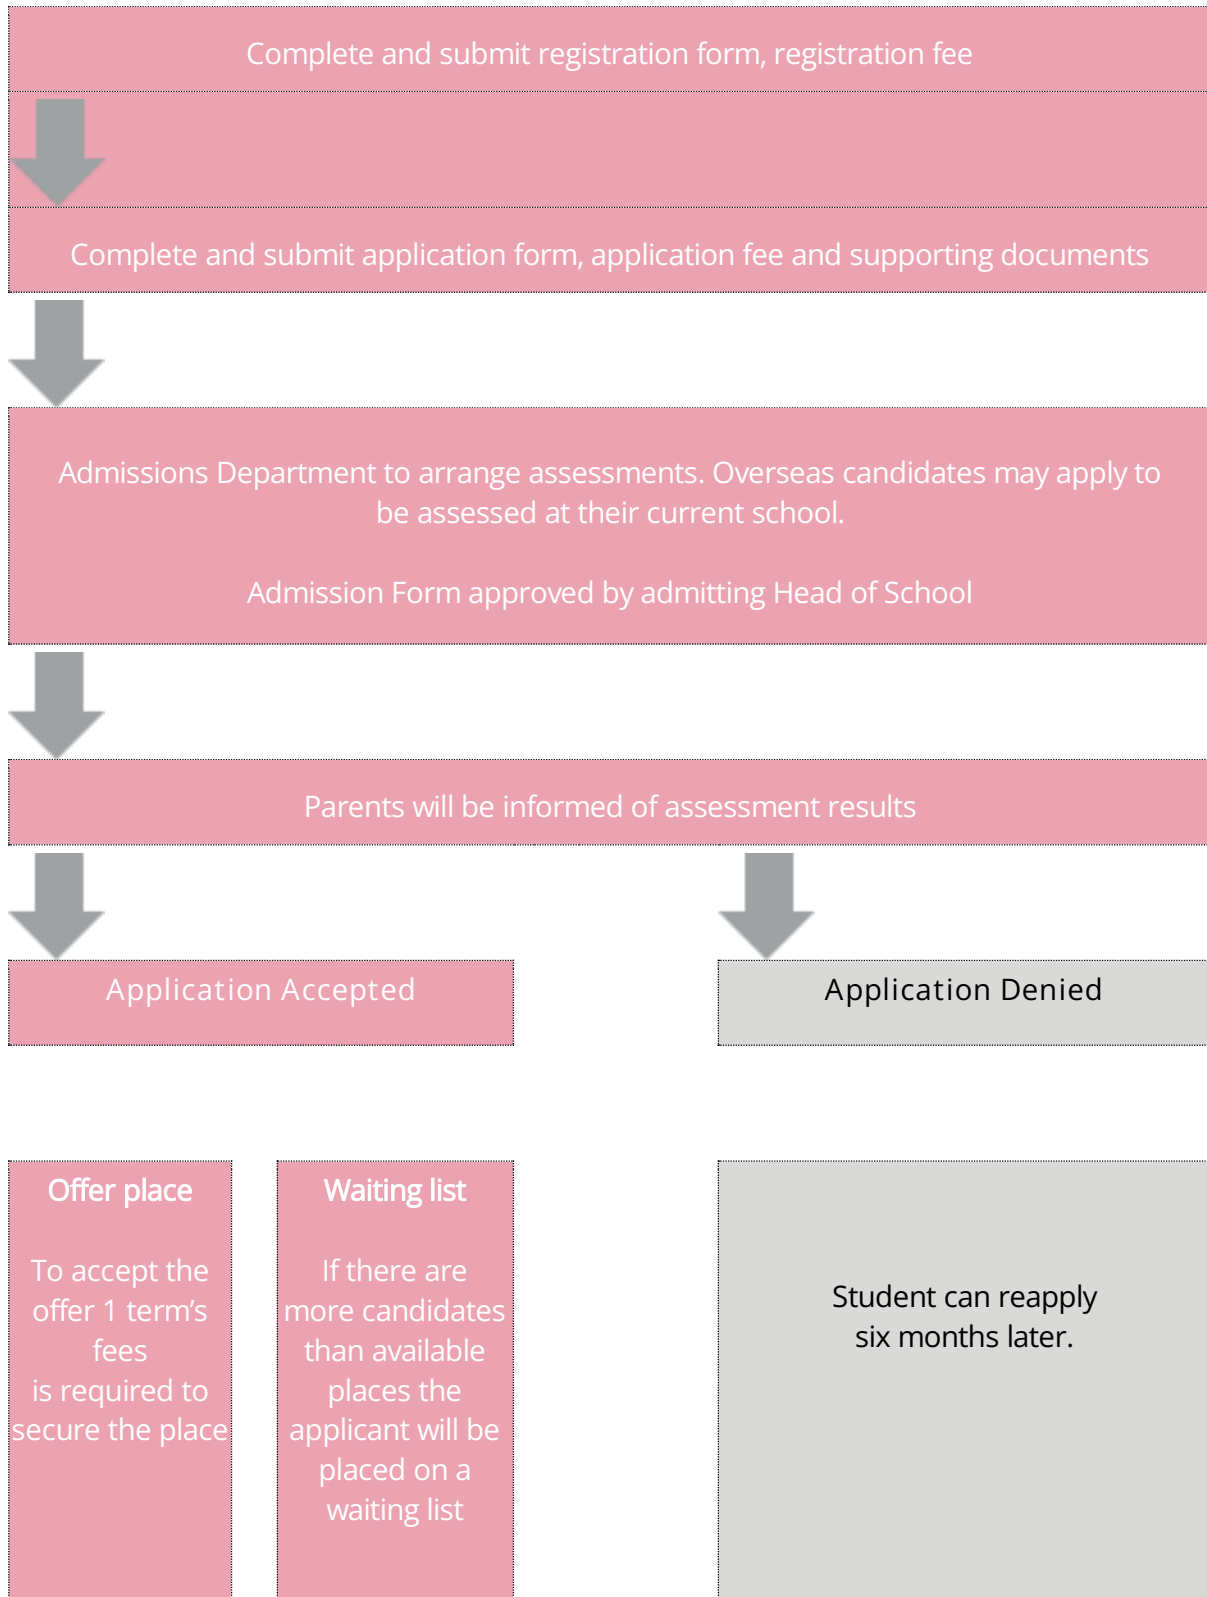 Complete and submit registration form, registration fee
Complete and submit application form, application fee and supporting documents
Admissions Department to arrange assessments. Overseas candidates may apply to
be assessed at their current school.
Admission Form approved by admitting Head of School
Parents will be informed of assessment results
Application Accepted
Application Denied
Offer place
To accept the
offer 1 term’s
fees
is required to
secure the place
Waiting list
If there are
more candidates
than available
places the
applicant will be
placed on a
waiting list
Student can reapply
six months later.